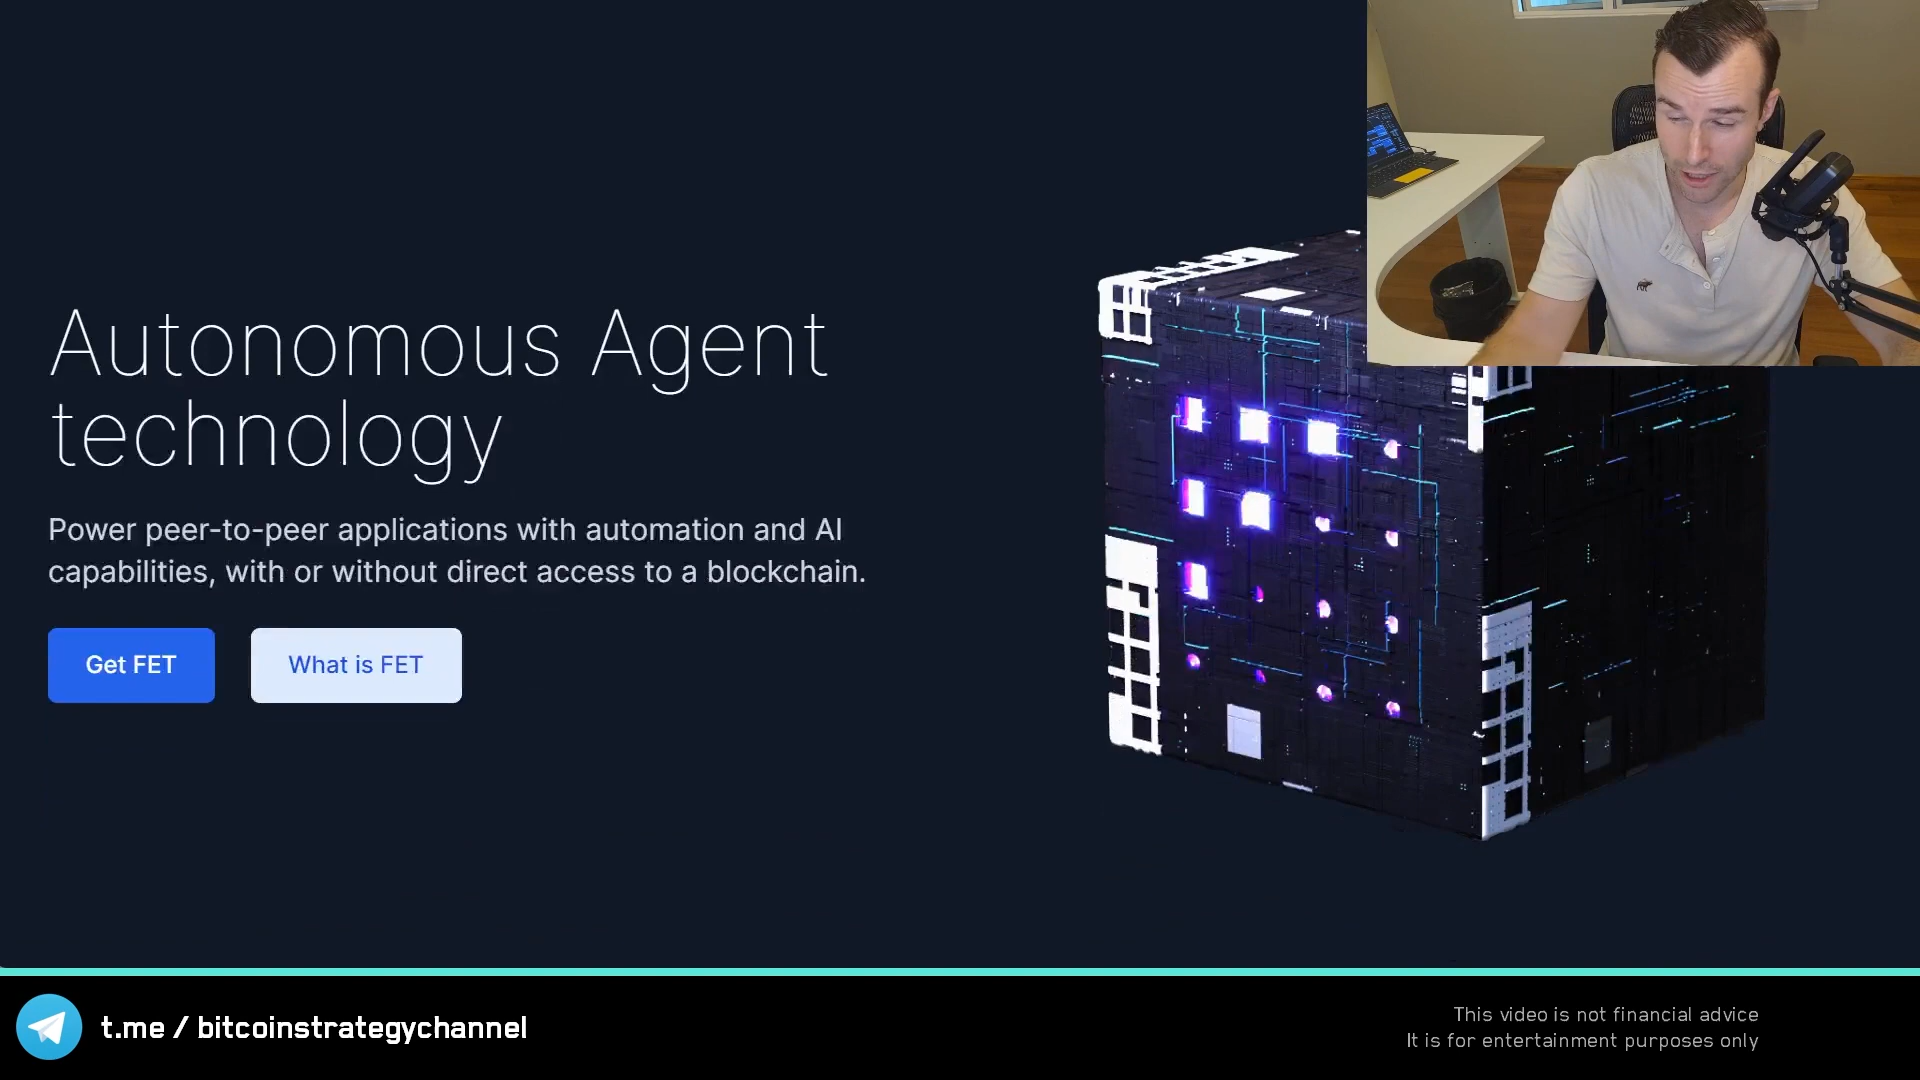 Autonomous Agent
technology
Power peer-to-peer applications with automation and AI
capabilities, with or without direct access to a blockchain.
Get FET
What is FET
t.me / bitcoinstrategychannel
This video is not financial advice
It is for entertainment purposes only